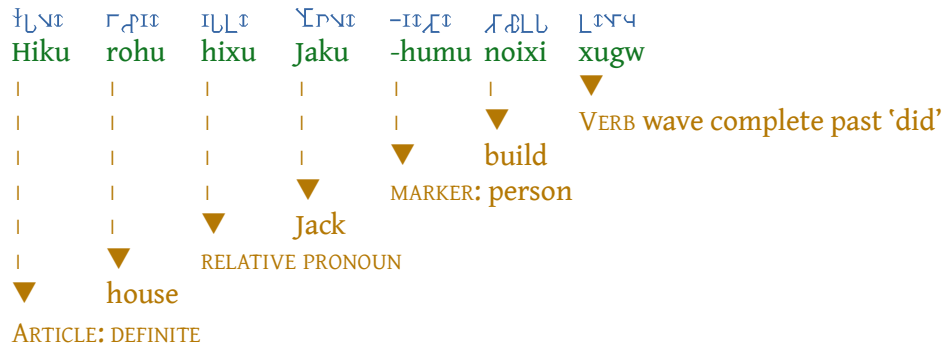 Hiku rohu hixu Jaku -humu noixi xugw
VERB wave complete past ‘did’
build
MARKER: person
Jack
RELATIVE PRONOUN
house
ARTICLE: DEFINITE